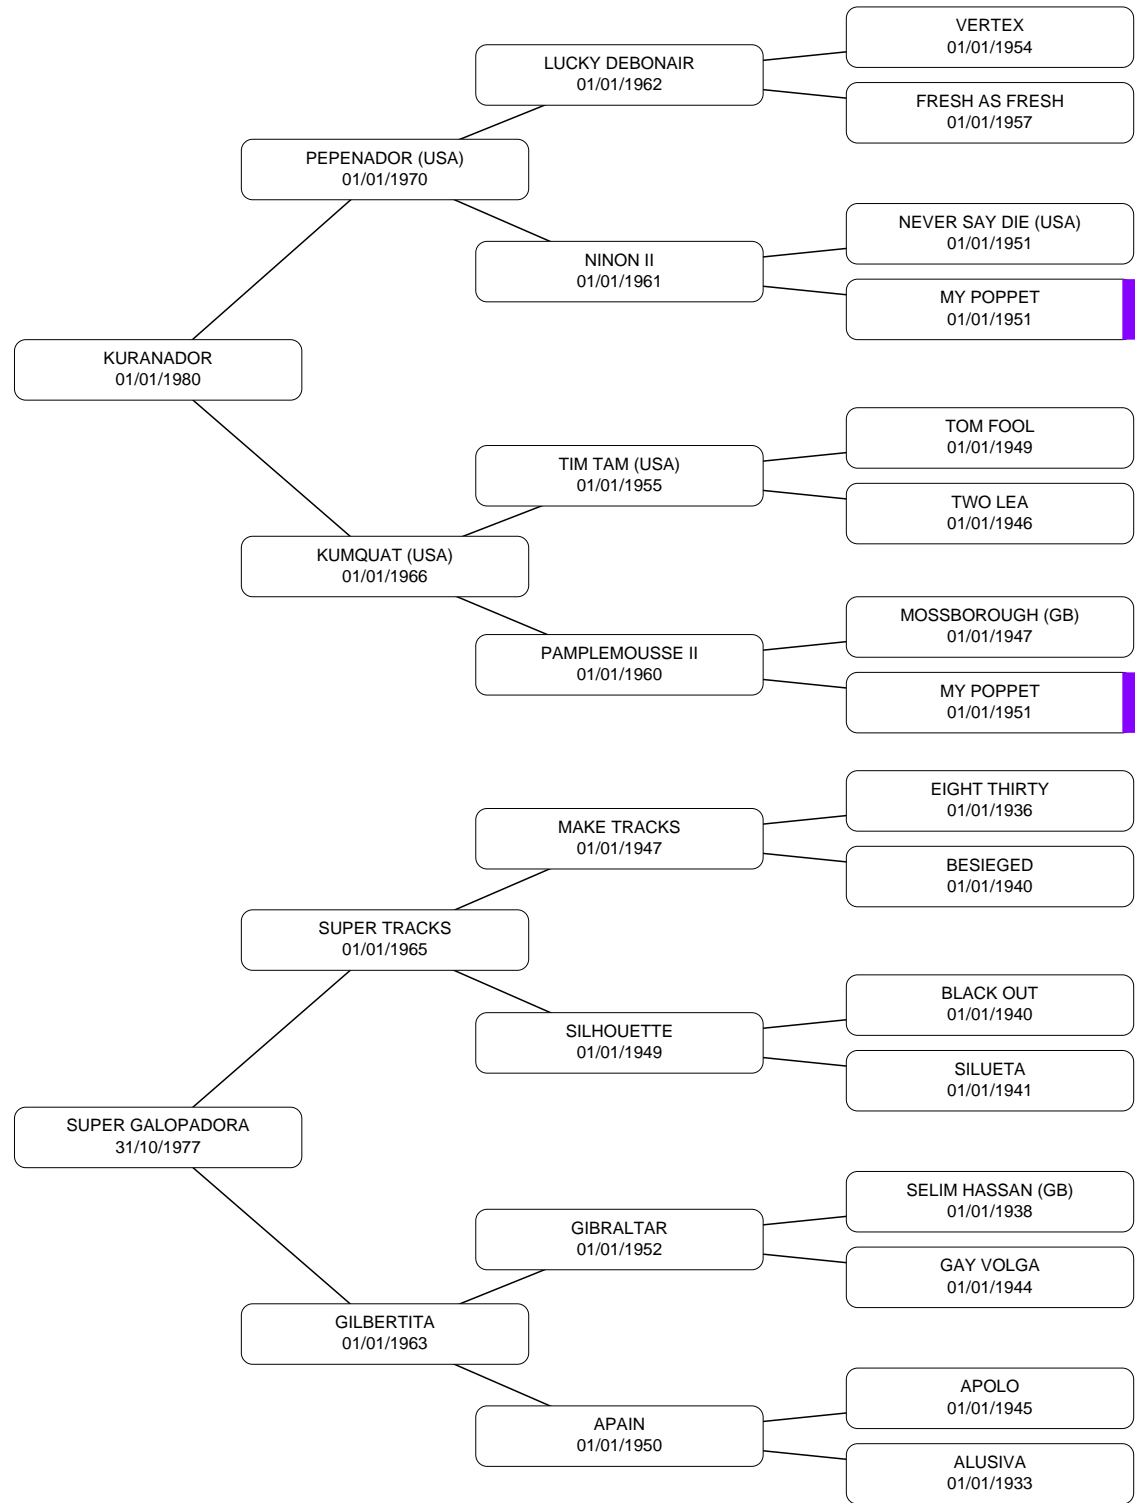 VERTEX
01/01/1954
LUCKY DEBONAIR
01/01/1962
FRESH AS FRESH
01/01/1957
PEPENADOR (USA)
01/01/1970
NEVER SAY DIE (USA)
01/01/1951
NINON II
01/01/1961
MY POPPET
01/01/1951
KURANADOR
01/01/1980
TOM FOOL
01/01/1949
TIM TAM (USA)
01/01/1955
TWO LEA
01/01/1946
KUMQUAT (USA)
01/01/1966
MOSSBOROUGH (GB)
01/01/1947
PAMPLEMOUSSE II
01/01/1960
MY POPPET
01/01/1951
EIGHT THIRTY
01/01/1936
MAKE TRACKS
01/01/1947
BESIEGED
01/01/1940
SUPER TRACKS
01/01/1965
BLACK OUT
01/01/1940
SILHOUETTE
01/01/1949
SILUETA
01/01/1941
SUPER GALOPADORA
31/10/1977
SELIM HASSAN (GB)
01/01/1938
GIBRALTAR
01/01/1952
GAY VOLGA
01/01/1944
GILBERTITA
01/01/1963
APOLO
01/01/1945
APAIN
01/01/1950
ALUSIVA
01/01/1933